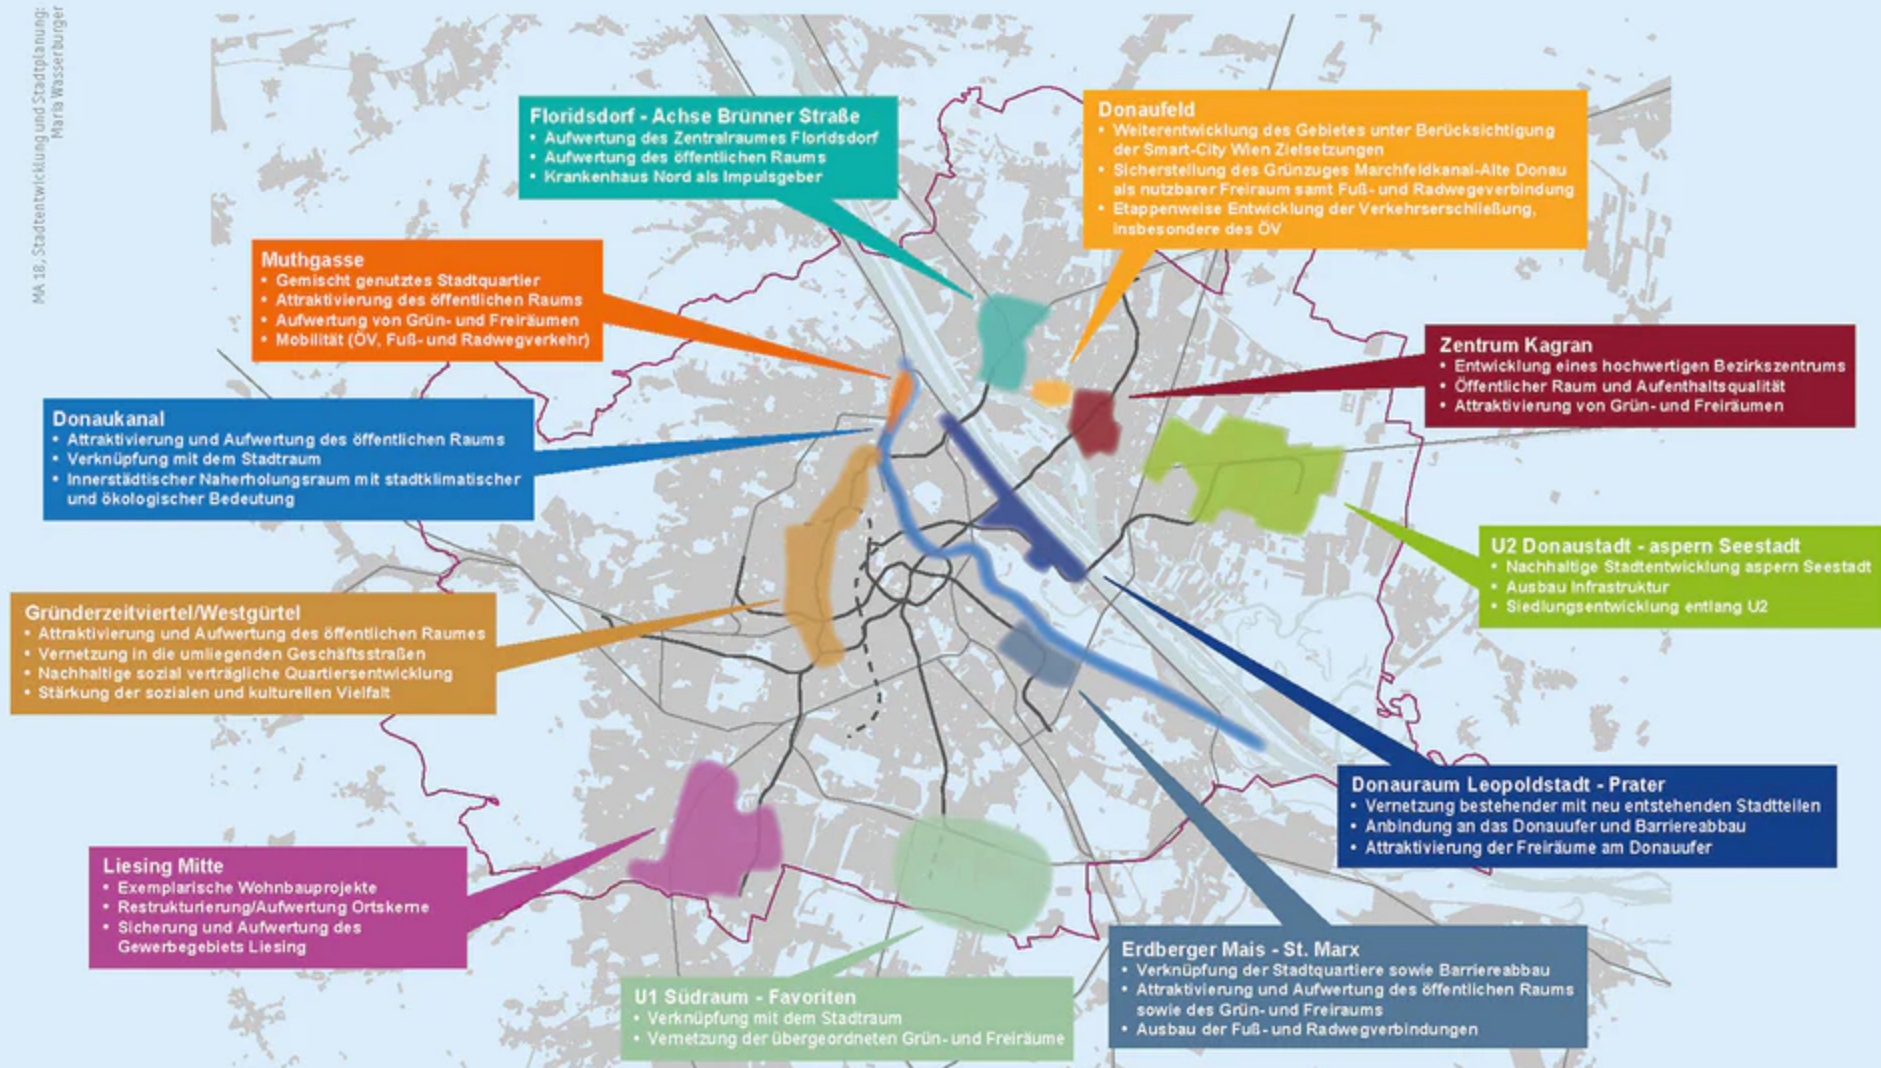 MA 18, Stadtentwicklung und Stadtplanung:
Maria Wasserburger
Floridsdorf - Achse Brünner Straße
• Aufwertung des Zentralraumes Floridsdorf
• Aufwertung des öffentlichen Raums
• Krankenhaus Nord als Impulsgeber
Donaufeld
• Weiterentwicklung des Gebietes unter Berücksichtigung
der Smart-City Wien Zielsetzungen
• Sicherstellung des Grünzuges Marchfeldkanal-Alte Donau
als nutzbarer Freiraum samt Fuß- und Radwegeverbindung
• Etappenweise Entwicklung der Verkehrserschließung,
insbesondere des ÖV
Muthgasse
• Gemischt genutztes Stadtquartier
• Attraktivierung des öffentlichen Raums
• Aufwertung von Grün- und Freiräumen
• Mobilität (ÖV, Fuß- und Radwegverkehr)
Zentrum Kagran
• Entwicklung eines hochwertigen Bezirkszentrums
• Öffentlicher Raum und Aufenthaltsqualität
• Attraktivierung von Grün- und Freiräumen
Donaukanal
• Attraktivierung und Aufwertung des öffentlichen Raums
• Verknüpfung mit dem Stadtraum
• Innerstädtischer Naherholungsraum mit stadtklimatischer
und ökologischer Bedeutung
U2 Donaustadt - aspern Seestadt
• Nachhaltige Stadtentwicklung aspern Seestadt
• Ausbau Infrastruktur
• Siedlungsentwicklung entlang U2
Gründerzeitviertel/Westgürtel
• Attraktivierung und Aufwertung des öffentlichen Raumes
• Vernetzung in die umliegenden Geschäftsstraßen
• Nachhaltige sozial verträgliche Quartiersentwicklung
• Stärkung der sozialen und kulturellen Vielfalt
Donauraum Leopoldstadt - Prater
• Vernetzung bestehender mit neu entstehenden Stadtteilen
• Anbindung an das Donauufer und Barriereabbau
• Attraktivierung der Freiräume am Donauufer
Liesing Mitte
• Exemplarische Wohnbauprojekte
• Restrukturierung/Aufwertung Ortskerne
• Sicherung und Aufwertung des
Gewerbegebiets Liesing
Erdberger Mais - St. Marx
• Verknüpfung der Stadtquartiere sowie Barriereabbau
• Attraktivierung und Aufwertung des öffentlichen Raums
sowie des Grün- und Freiraums
• Ausbau der Fuß- und Radwegverbindungen
U1 Südraum - Favoriten
• Verknüpfung mit dem Stadtraum
• Vernetzung der übergeordneten Grün- und Freiräume